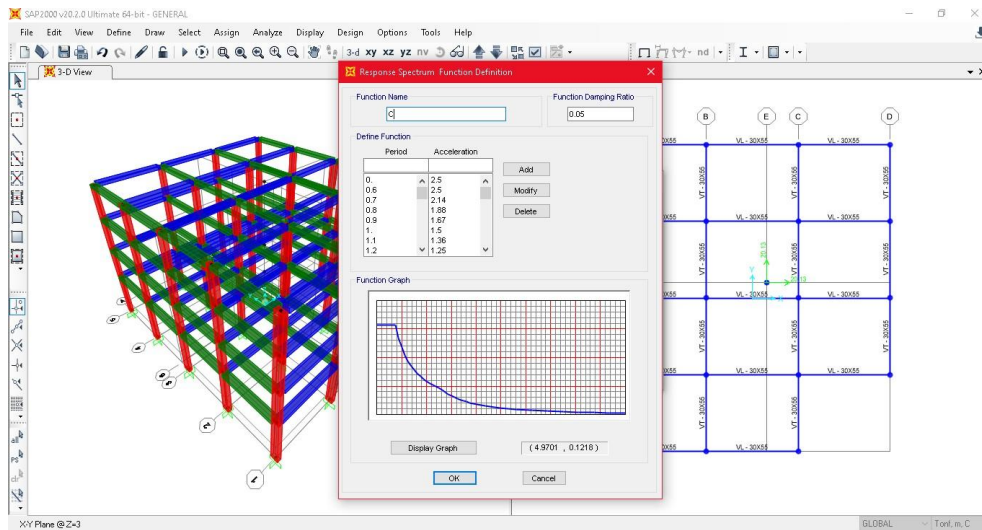 SAP2000 v20.2.0 Ultimate 64-bit - GENERAL
File Edit View Define Draw Select Assign Analyze Display Design Options Tools Help
3-d xy xz yz nv
nd
3-D View
Response Spectrum Function Definition
Function Name
Function Damping Ratio
C
0.05
Define Function
Period Acceleration
0. 2.5
0.6 2.5
0.7 2.14
0.8 1.88
0.9 1.67
1. 1.5
1.1 1.36
1.2 1.25
Add
Modify
Delete
Function Graph
Display Graph
( 4.9701 , 0.1218 )
OK
Cancel
B E C D
VL - 30X55 VL - 30X55
VT - 30X55 VT - 30X55 VT - 30X55
VL - 30X55 VL - 30X55
VT - 30X55 VT - 30X55
VL - 30X55 VL - 30X55
VT - 30X55 VT - 30X55 VT - 30X55
VL - 30X55 VL - 30X55
VT - 30X55 VT - 30X55
VL - 30X55
X-Y Plane @ Z=3
GLOBAL
Tonf, m, C